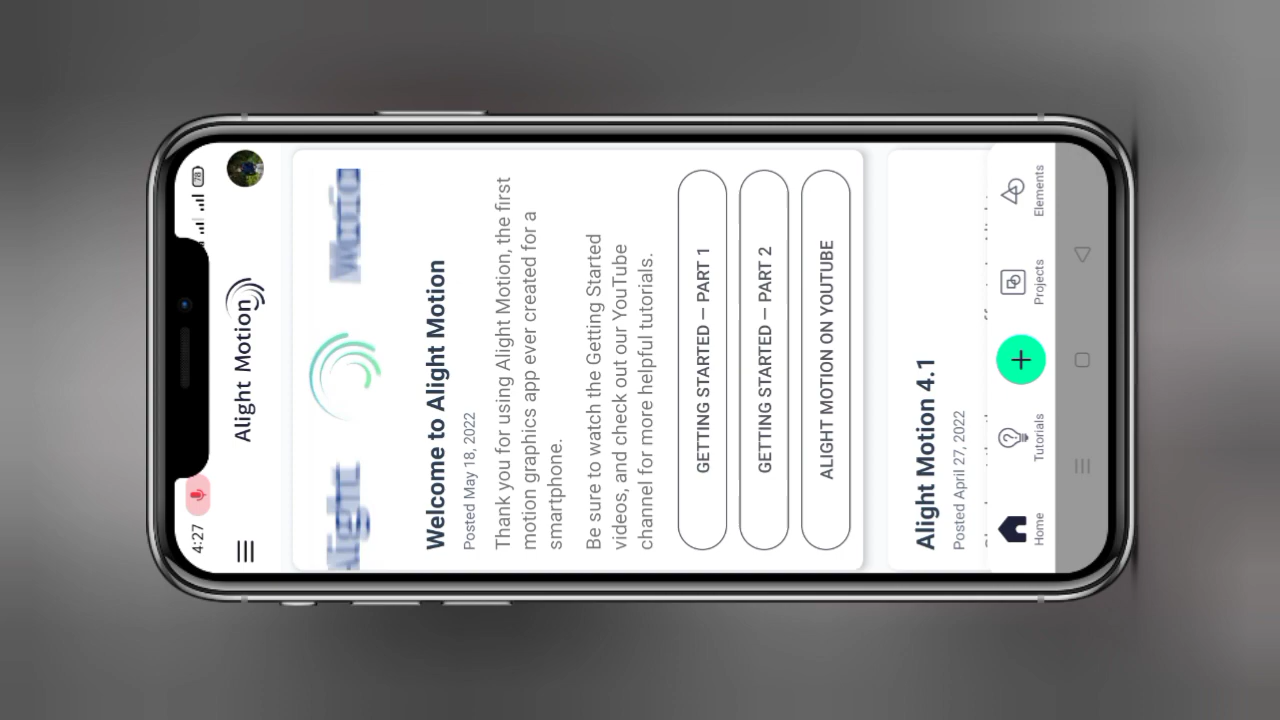 4:27
78
Alight Motion
Alight Motio
Welcome to Alight Motion
Posted May 18, 2022
Thank you for using Alight Motion, the first
motion graphics app ever created for a
smartphone.
Be sure to watch the Getting Started
videos, and check out our YouTube
channel for more helpful tutorials.
GETTING STARTED – PART 1
GETTING STARTED – PART 2
ALIGHT MOTION ON YOUTUBE
Alight Motion 4.1
Posted April 27, 2022
Home
Tutorials
Projects
Elements